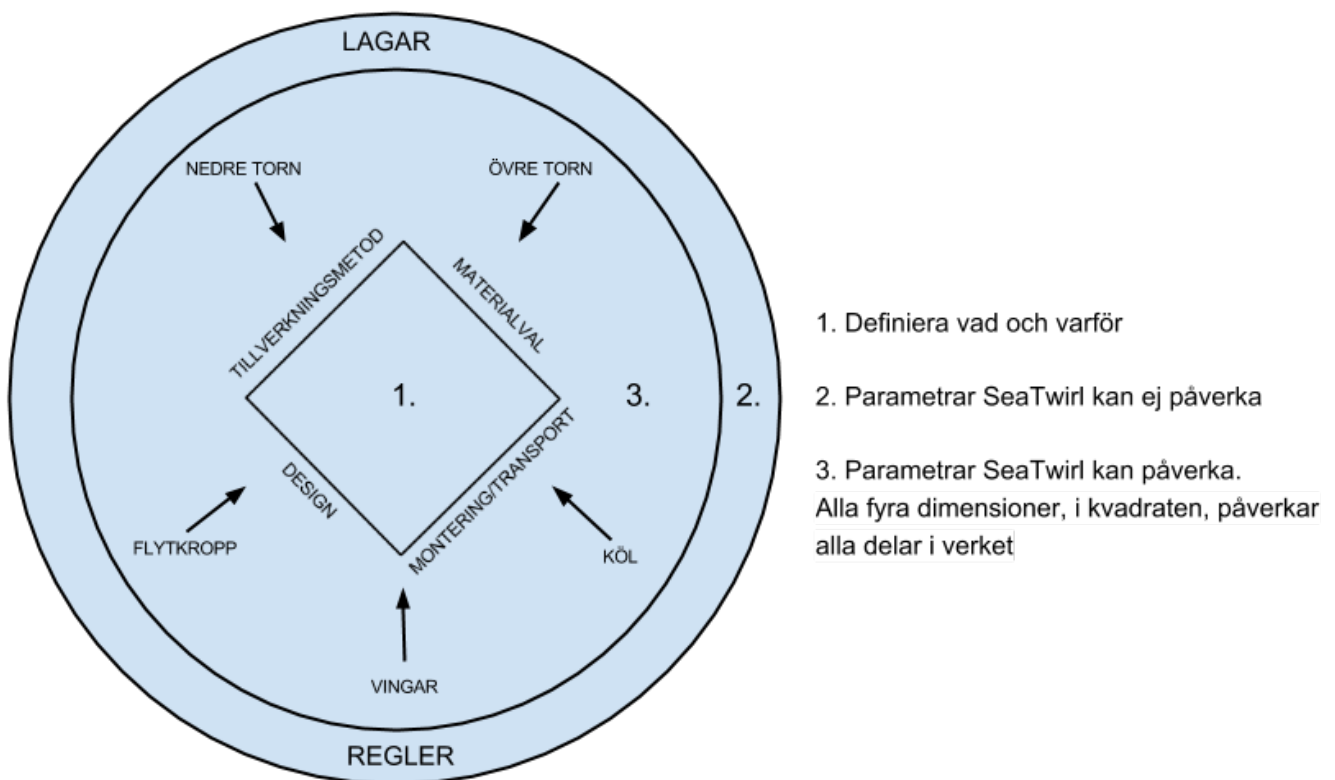 LAGAR
NEDRE TORN
ÖVRE TORN
TILLVERKNINGSMETOD
MATERIALVAL
1.
3.
2.
DESIGN
MONTERING/TRANSPORT
FLYTKROPP
KÖL
VINGAR
REGLER
1. Definiera vad och varför
2. Parametrar SeaTwirl kan ej påverka
3. Parametrar SeaTwirl kan påverka.
Alla fyra dimensioner, i kvadraten, påverkar
alla delar i verket